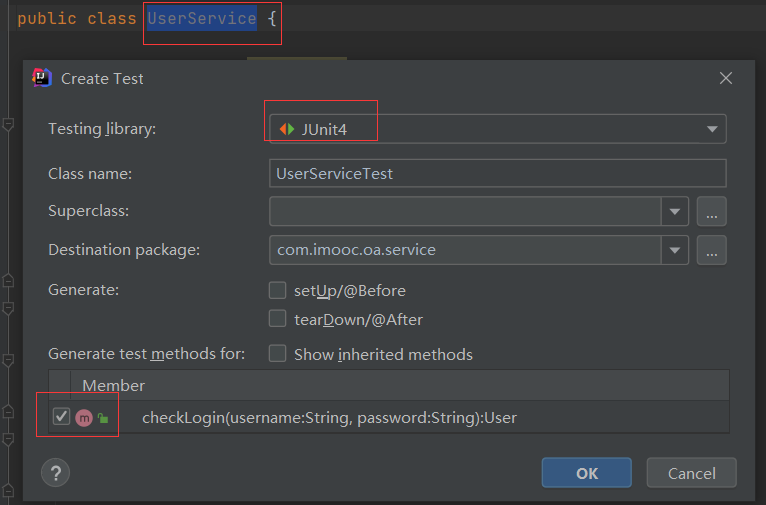 public class UserService {
IJ Create Test
Testing library: JUnit4
Class name: UserServiceTest
Superclass: ...
Destination package: com.imooc.oa.service ...
Generate: setUp/@Before
tearDown/@After
Generate test methods for: Show inherited methods
Member
m checkLogin(username:String, password:String):User
? OK Cancel